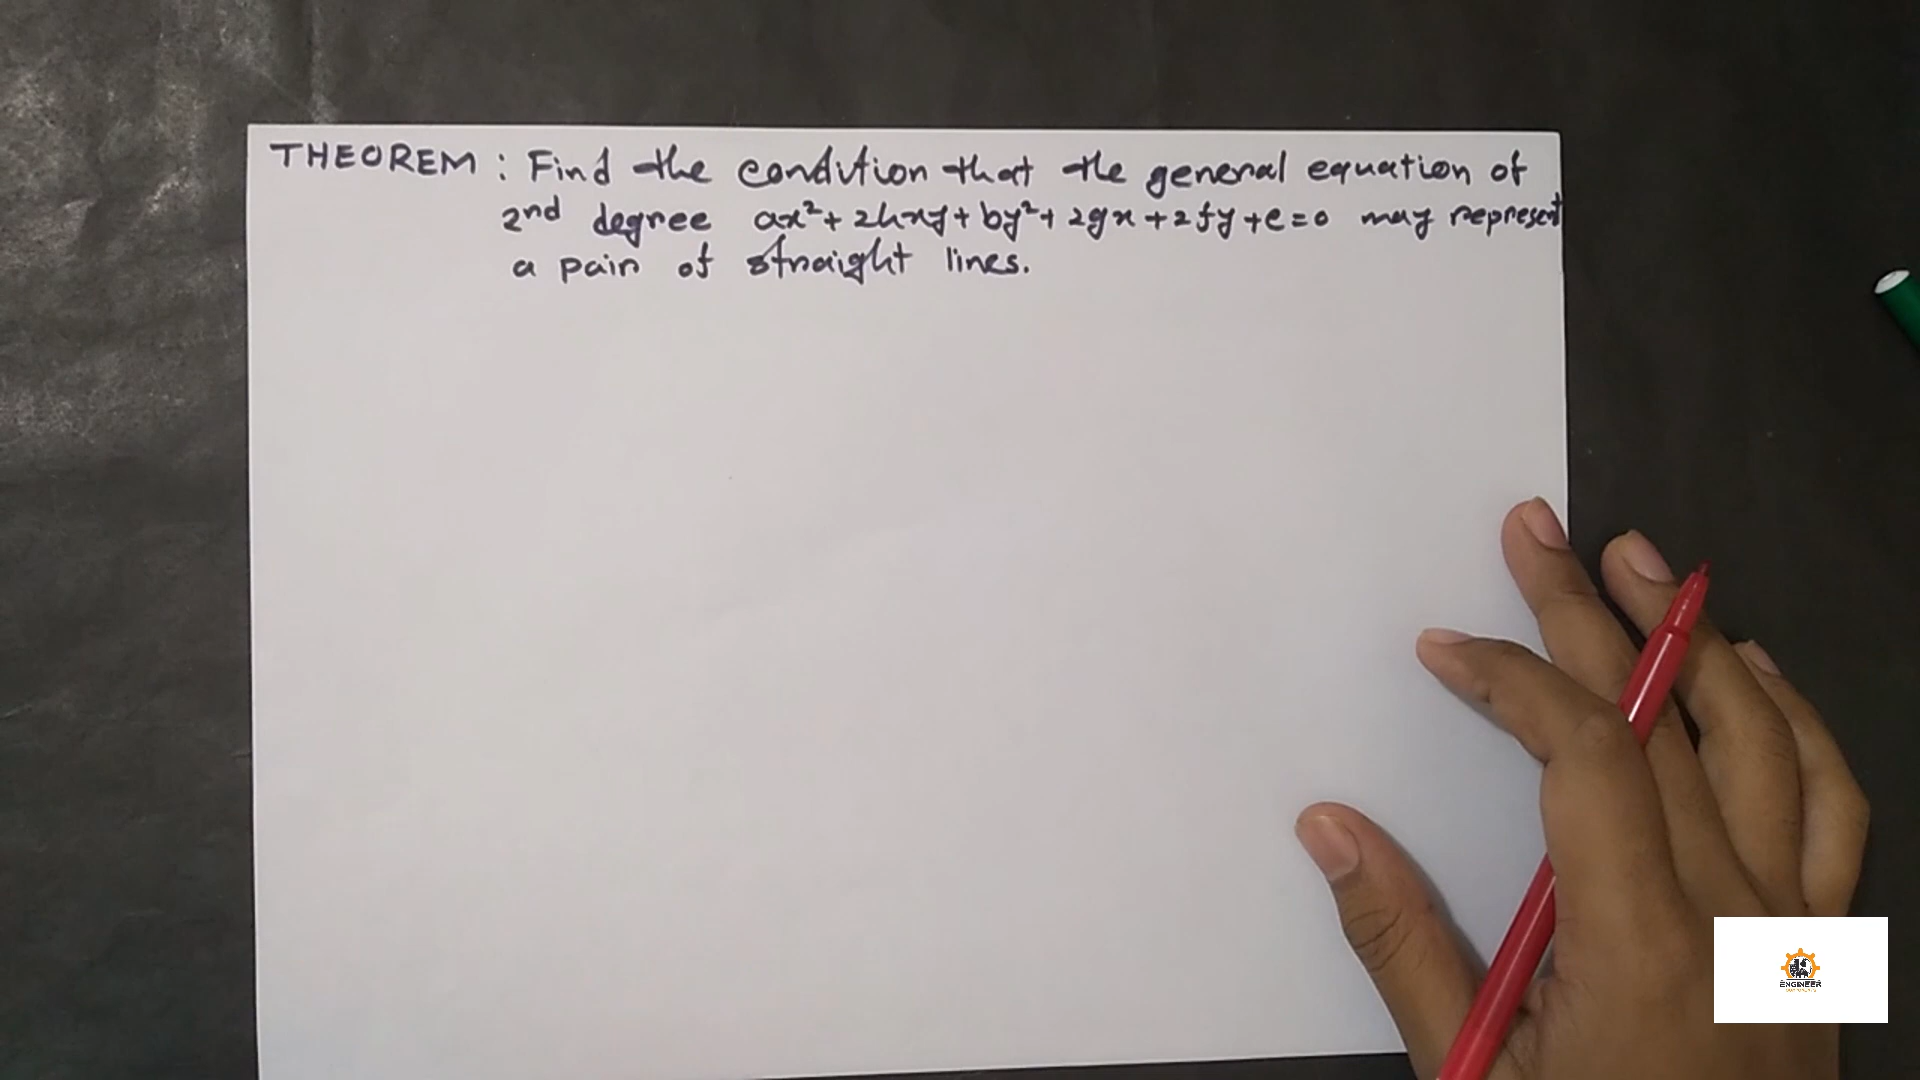 THEOREM : Find the condition that the general equation of
2nd degree ax²+2hxy+by²+2gx+2fy+c=0 may represent
a pair of straight lines.
ENGINEER